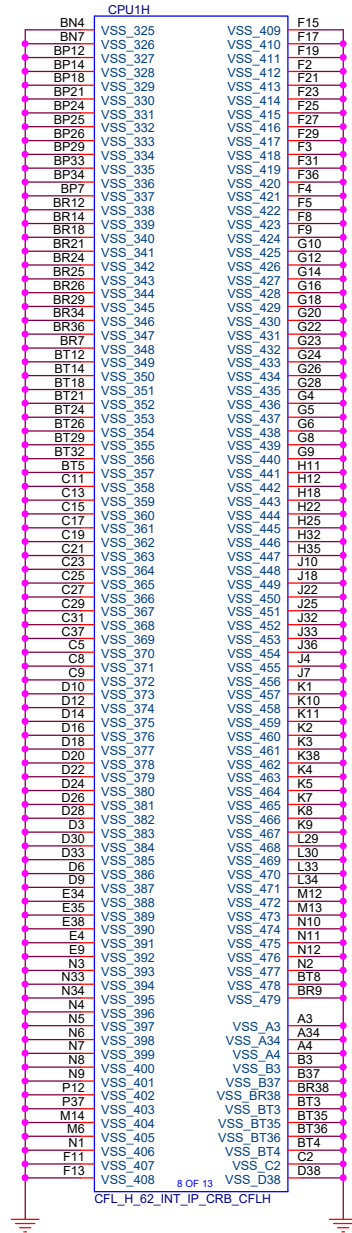 CPU1H
BN4 VSS_325 VSS_409 F15
BN7 VSS_326 VSS_410 F17
BP12 VSS_327 VSS_411 F19
BP14 VSS_328 VSS_412 F2
BP18 VSS_329 VSS_413 F21
BP21 VSS_330 VSS_414 F23
BP24 VSS_331 VSS_415 F25
BP25 VSS_332 VSS_416 F27
BP26 VSS_333 VSS_417 F29
BP29 VSS_334 VSS_418 F3
BP33 VSS_335 VSS_419 F31
BP34 VSS_336 VSS_420 F36
BP7 VSS_337 VSS_421 F4
BR12 VSS_338 VSS_422 F5
BR14 VSS_339 VSS_423 F8
BR18 VSS_340 VSS_424 F9
BR21 VSS_341 VSS_425 G10
BR24 VSS_342 VSS_426 G12
BR25 VSS_343 VSS_427 G14
BR26 VSS_344 VSS_428 G16
BR29 VSS_345 VSS_429 G18
BR34 VSS_346 VSS_430 G20
BR36 VSS_347 VSS_431 G22
BR7 VSS_348 VSS_432 G23
BT12 VSS_349 VSS_433 G24
BT14 VSS_350 VSS_434 G26
BT18 VSS_351 VSS_435 G28
BT21 VSS_352 VSS_436 G4
BT24 VSS_353 VSS_437 G5
BT26 VSS_354 VSS_438 G6
BT29 VSS_355 VSS_439 G8
BT32 VSS_356 VSS_440 G9
BT5 VSS_357 VSS_441 H11
C11 VSS_358 VSS_442 H12
C13 VSS_359 VSS_443 H18
C15 VSS_360 VSS_444 H22
C17 VSS_361 VSS_445 H25
C19 VSS_362 VSS_446 H32
C21 VSS_363 VSS_447 H35
C23 VSS_364 VSS_448 J10
C25 VSS_365 VSS_449 J18
C27 VSS_366 VSS_450 J22
C29 VSS_367 VSS_451 J25
C31 VSS_368 VSS_452 J32
C37 VSS_369 VSS_453 J33
C5 VSS_370 VSS_454 J36
C8 VSS_371 VSS_455 J4
C9 VSS_372 VSS_456 J7
D10 VSS_373 VSS_457 K1
D12 VSS_374 VSS_458 K10
D14 VSS_375 VSS_459 K11
D16 VSS_376 VSS_460 K2
D18 VSS_377 VSS_461 K3
D20 VSS_378 VSS_462 K38
D22 VSS_379 VSS_463 K4
D24 VSS_380 VSS_464 K5
D26 VSS_381 VSS_465 K7
D28 VSS_382 VSS_466 K8
D3 VSS_383 VSS_467 K9
D30 VSS_384 VSS_468 L29
D33 VSS_385 VSS_469 L30
D6 VSS_386 VSS_470 L33
D9 VSS_387 VSS_471 L34
E34 VSS_388 VSS_472 M12
E35 VSS_389 VSS_473 M13
E38 VSS_390 VSS_474 N10
E4 VSS_391 VSS_475 N11
E9 VSS_392 VSS_476 N12
N3 VSS_393 VSS_477 N2
N33 VSS_394 VSS_478 BT8
N34 VSS_395 VSS_479 BR9
N4 VSS_396
N5 VSS_397 VSS_A3 A3
N6 VSS_398 VSS_A34 A34
N7 VSS_399 VSS_A4 A4
N8 VSS_400 VSS_B3 B3
N9 VSS_401 VSS_B37 B37
P12 VSS_402 VSS_BR38 BR38
P37 VSS_403 VSS_BT3 BT3
M14 VSS_404 VSS_BT35 BT35
M6 VSS_405 VSS_BT36 BT36
N1 VSS_406 VSS_BT4 BT4
F11 VSS_407 VSS_C2 C2
F13 VSS_408 VSS_D38 D38
8 OF 13
CFL_H_62_INT_IP_CRB_CFLH